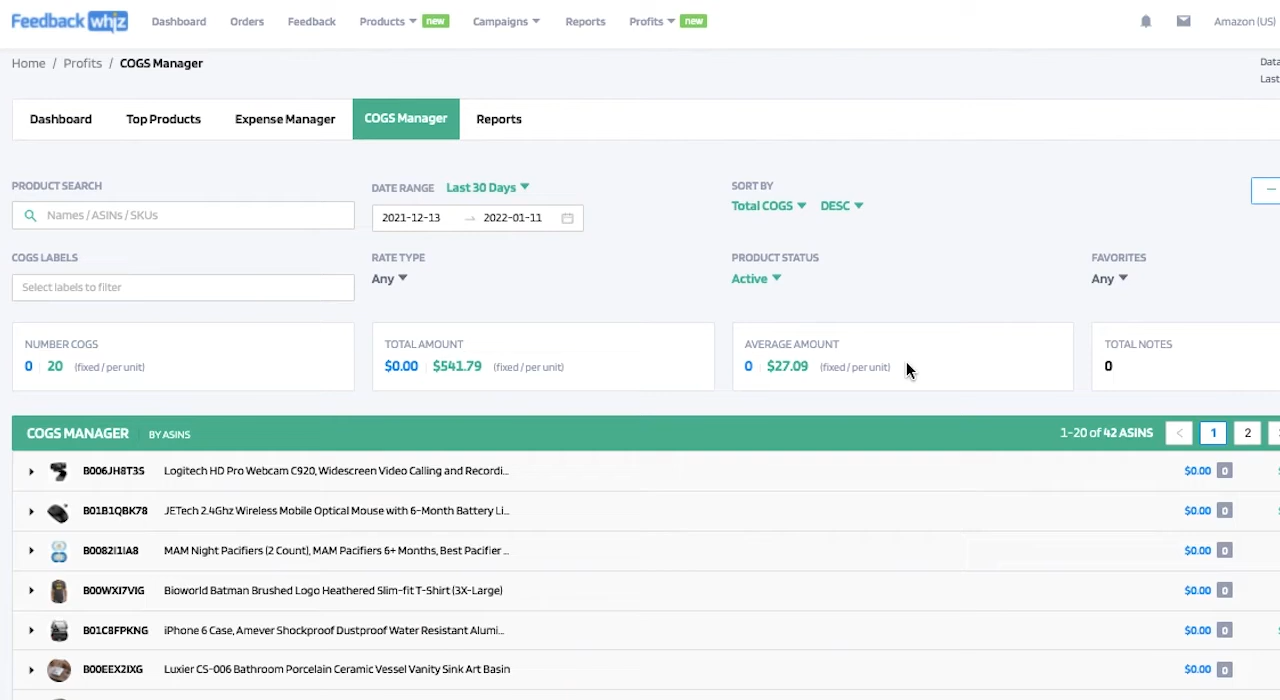 Feedback whiz Dashboard Orders Feedback Products new Campaigns Reports Profits new Amazon (US)
Home / Profits / COGS Manager
Data
Last
Dashboard Top Products Expense Manager COGS Manager Reports
PRODUCT SEARCH
Names / ASINs / SKUs
DATE RANGE Last 30 Days
2021-12-13 → 2022-01-11
SORT BY
Total COGS DESC
COGS LABELS
Select labels to filter
RATE TYPE
Any
PRODUCT STATUS
Active
FAVORITES
Any
NUMBER COGS
0 20 (fixed / per unit)
TOTAL AMOUNT
$0.00 $541.79 (fixed / per unit)
AVERAGE AMOUNT
0 $27.09 (fixed / per unit)
TOTAL NOTES
0
COGS MANAGER BY ASINS 1-20 of 42 ASINS < 1 2
B006JH8T3S Logitech HD Pro Webcam C920, Widescreen Video Calling and Recordi... $0.00 0
B01B1QBK78 JETech 2.4Ghz Wireless Mobile Optical Mouse with 6-Month Battery Li... $0.00 0
B0082I1IA8 MAM Night Pacifiers (2 Count), MAM Pacifiers 6+ Months, Best Pacifier ... $0.00 0
B00WXI7VIG Bioworld Batman Brushed Logo Heathered Slim-fit T-Shirt (3X-Large) $0.00 0
B01C8FPKNG iPhone 6 Case, Amever Shockproof Dustproof Water Resistant Alumi... $0.00 0
B00EEX2IXG Luxier CS-006 Bathroom Porcelain Ceramic Vessel Vanity Sink Art Basin $0.00 0